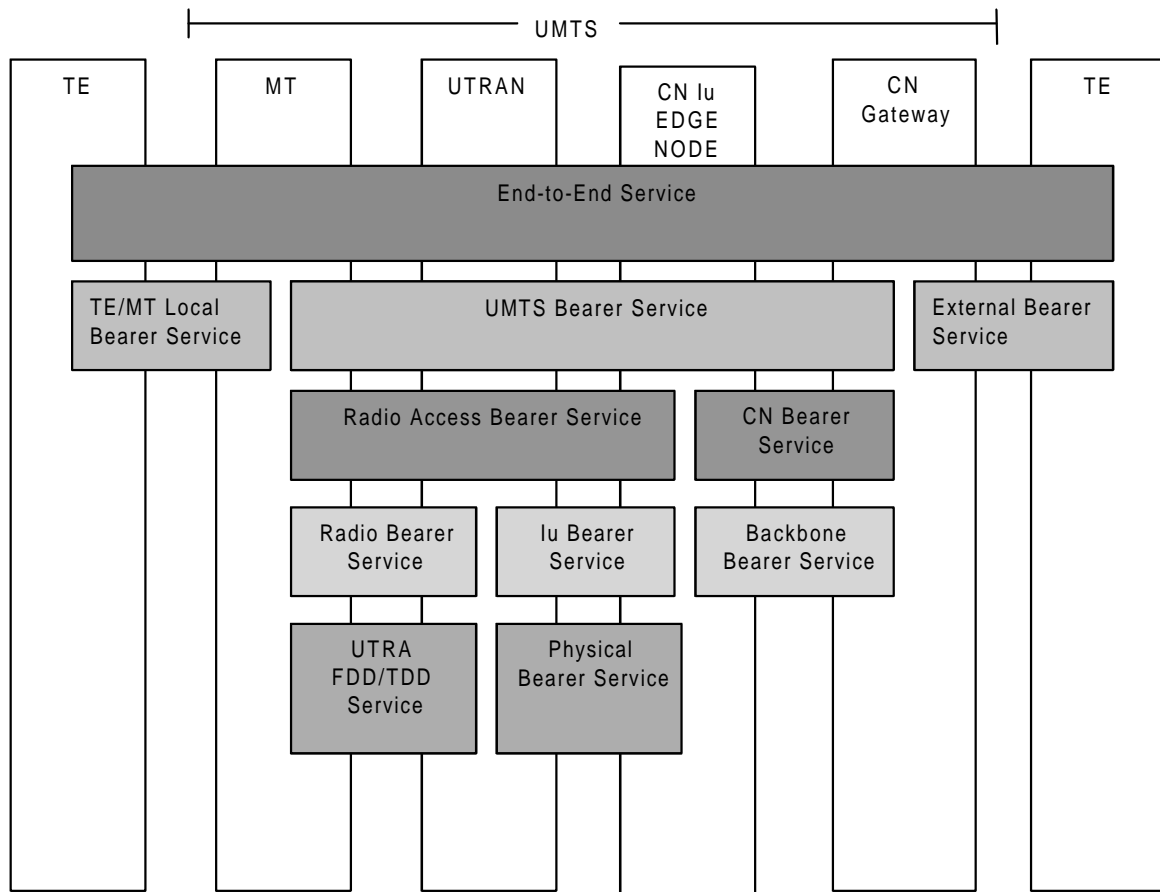 UMTS
TE
MT
UTRAN
CN Iu
EDGE
NODE
CN
Gateway
TE
End-to-End Service
TE/MT Local
Bearer Service
UMTS Bearer Service
External Bearer
Service
Radio Access Bearer Service
CN Bearer
Service
Radio Bearer
Service
Iu Bearer
Service
Backbone
Bearer Service
UTRA
FDD/TDD
Service
Physical
Bearer Service